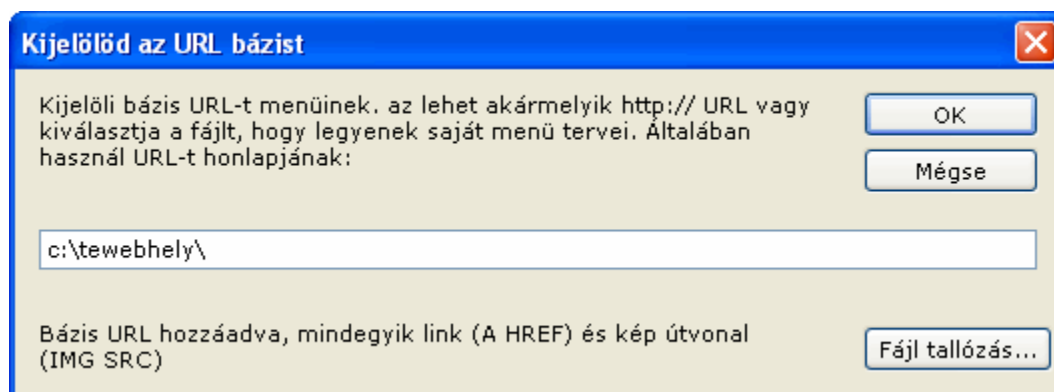 Kijelölöd az URL bázist
Kijelöli bázis URL-t menüinek. az lehet akármelyik http:// URL vagy
kiválasztja a fájlt, hogy legyenek saját menü tervei. Általában
használ URL-t honlapjának:
OK
Mégse
c:\tewebhely\
Bázis URL hozzáadva, mindegyik link (A HREF) és kép útvonal
(IMG SRC)
Fájl tallózás...